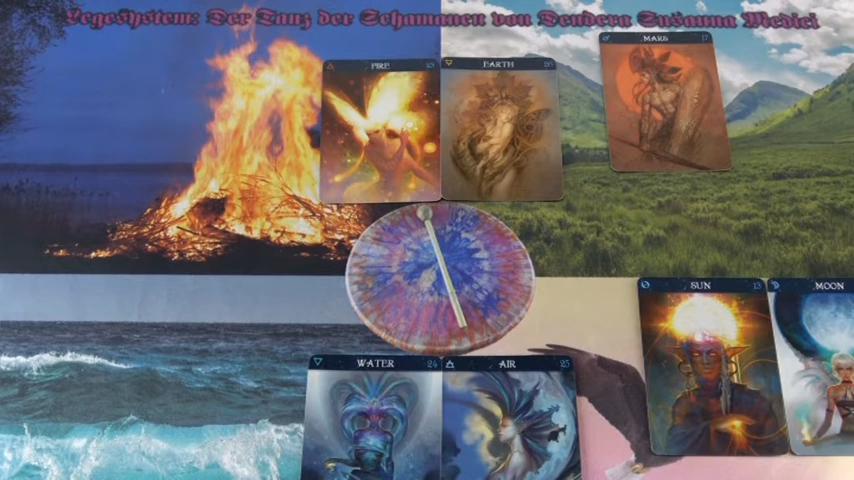 Legesystem: Der Tanz der Schamanen von Dendera Susanna Medici
MARS 17
FIRE
EARTH
SUN 13
MOON
WATER 24
AIR 25